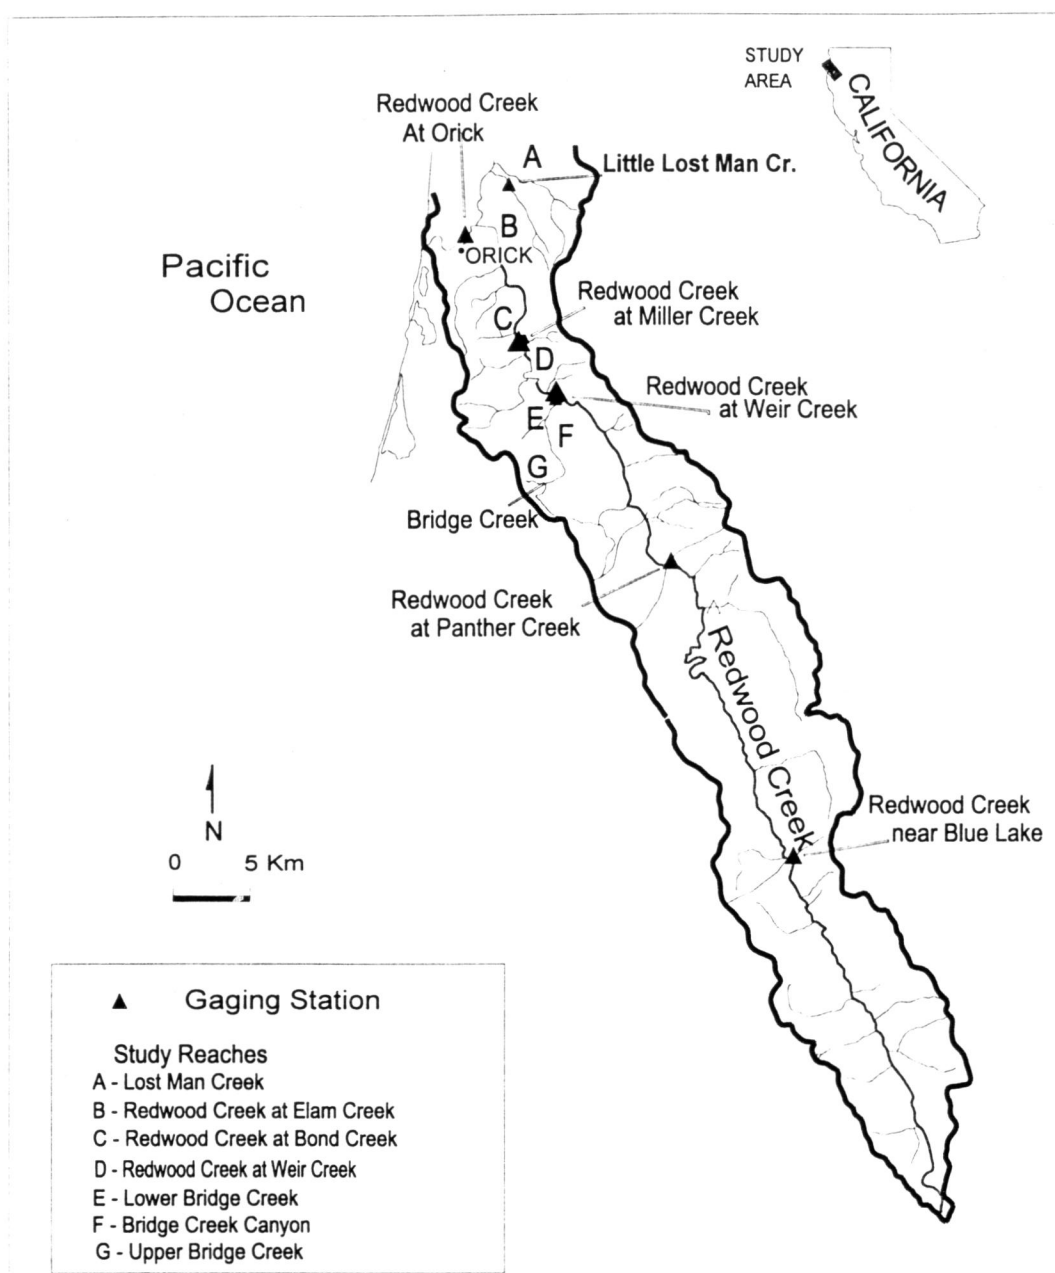 STUDY
AREA
CALIFORNIA
Redwood Creek
At Orick
A
Little Lost Man Cr.
B
ORICK
Pacific
Ocean
Redwood Creek
at Miller Creek
C
D
Redwood Creek
at Weir Creek
E
F
G
Bridge Creek
Redwood Creek
at Panther Creek
Redwood Creek
Redwood Creek
near Blue Lake
N
0 5 Km
▲ Gaging Station
Study Reaches
A - Lost Man Creek
B - Redwood Creek at Elam Creek
C - Redwood Creek at Bond Creek
D - Redwood Creek at Weir Creek
E - Lower Bridge Creek
F - Bridge Creek Canyon
G - Upper Bridge Creek